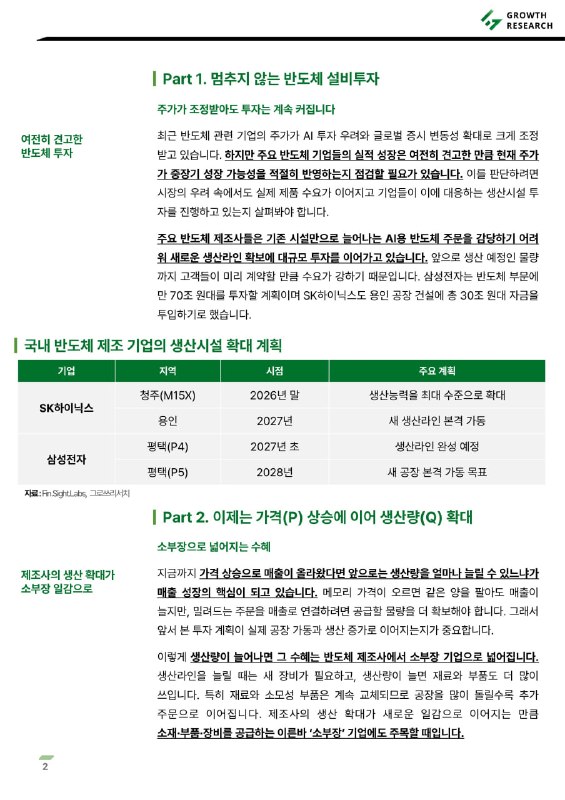 GROWTH
RESEARCH
Part 1. 멈추지 않는 반도체 설비투자
주가가 조정받아도 투자는 계속 커집니다
여전히 견고한
반도체 투자
최근 반도체 관련 기업의 주가가 AI 투자 우려와 글로벌 증시 변동성 확대로 크게 조정
받고 있습니다. 하지만 주요 반도체 기업들의 실적 성장은 여전히 견고한 만큼 현재 주가
가 중장기 성장 가능성을 적절히 반영하는지 점검할 필요가 있습니다. 이를 판단하려면
시장의 우려 속에서도 실제 제품 수요가 이어지고 기업들이 이에 대응하는 생산시설 투
자를 진행하고 있는지 살펴봐야 합니다.
주요 반도체 제조사들은 기존 시설만으로 늘어나는 AI용 반도체 주문을 감당하기 어려
워 새로운 생산라인 확보에 대규모 투자를 이어가고 있습니다. 앞으로 생산 예정인 물량
까지 고객들이 미리 계약할 만큼 수요가 강하기 때문입니다. 삼성전자는 반도체 부문에
만 70조 원대를 투자할 계획이며 SK하이닉스도 용인 공장 건설에 총 30조 원대 자금을
투입하기로 했습니다.
국내 반도체 제조 기업의 생산시설 확대 계획
기업 지역 시점 주요 계획
SK하이닉스 청주(M15X) 2026년 말 생산능력을 최대 수준으로 확대
용인 2027년 새 생산라인 본격 가동
삼성전자 평택(P4) 2027년 초 생산라인 완성 예정
평택(P5) 2028년 새 공장 본격 가동 목표
자료: Fin Sight.Labs, 그로쓰리서치
Part 2. 이제는 가격(P) 상승에 이어 생산량(Q) 확대
소부장으로 넓어지는 수혜
제조사의 생산 확대가
소부장 일감으로
지금까지 가격 상승으로 매출이 올라왔다면 앞으로는 생산량을 얼마나 늘릴 수 있느냐가
매출 성장의 핵심이 되고 있습니다. 메모리 가격이 오르면 같은 양을 팔아도 매출이
늘지만, 밀려드는 주문을 매출로 연결하려면 공급할 물량을 더 확보해야 합니다. 그래서
앞서 본 투자 계획이 실제 공장 가동과 생산 증가로 이어지는지가 중요합니다.
이렇게 생산량이 늘어나면 그 수혜는 반도체 제조사에서 소부장 기업으로 넓어집니다.
생산라인을 늘릴 때는 새 장비가 필요하고, 생산량이 늘면 재료와 부품도 더 많이
쓰입니다. 특히 재료와 소모성 부품은 계속 교체되므로 공장을 많이 돌릴수록 추가
주문으로 이어집니다. 제조사의 생산 확대가 새로운 일감으로 이어지는 만큼
소재·부품·장비를 공급하는 이른바 ‘소부장’ 기업에도 주목할 때입니다.
2